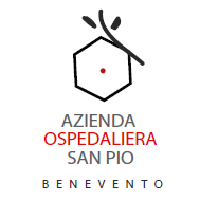 AZIENDA
OSPEDALIERA
SAN PIO
BENEVENTO